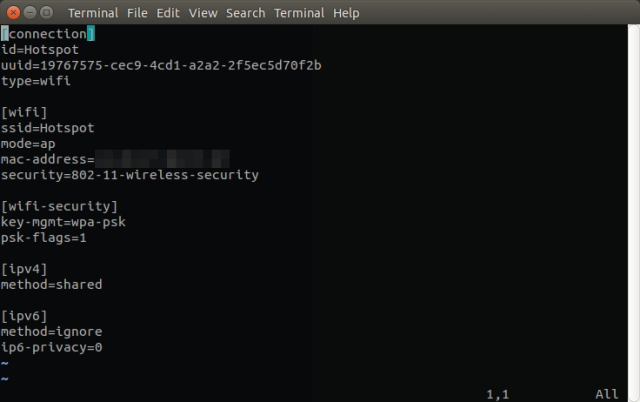 Terminal File Edit View Search Terminal Help
[connection]
id=Hotspot
uuid=19767575-cec9-4cd1-a2a2-2f5ec5d70f2b
type=wifi
[wifi]
ssid=Hotspot
mode=ap
mac-address=
security=802-11-wireless-security
[wifi-security]
key-mgmt=wpa-psk
psk-flags=1
[ipv4]
method=shared
[ipv6]
method=ignore
ip6-privacy=0
~
~
1,1 All